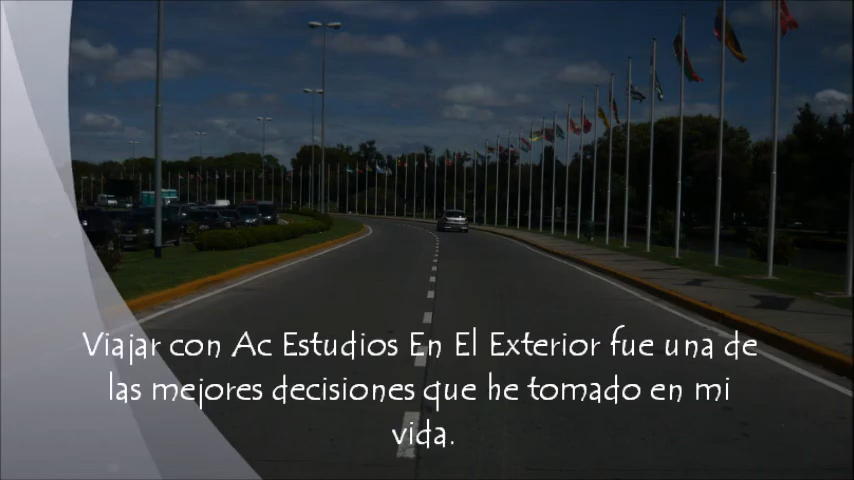 Viajar con Ac Estudios En El Exterior fue una de
las mejores decisiones que he tomado en mi
vida.